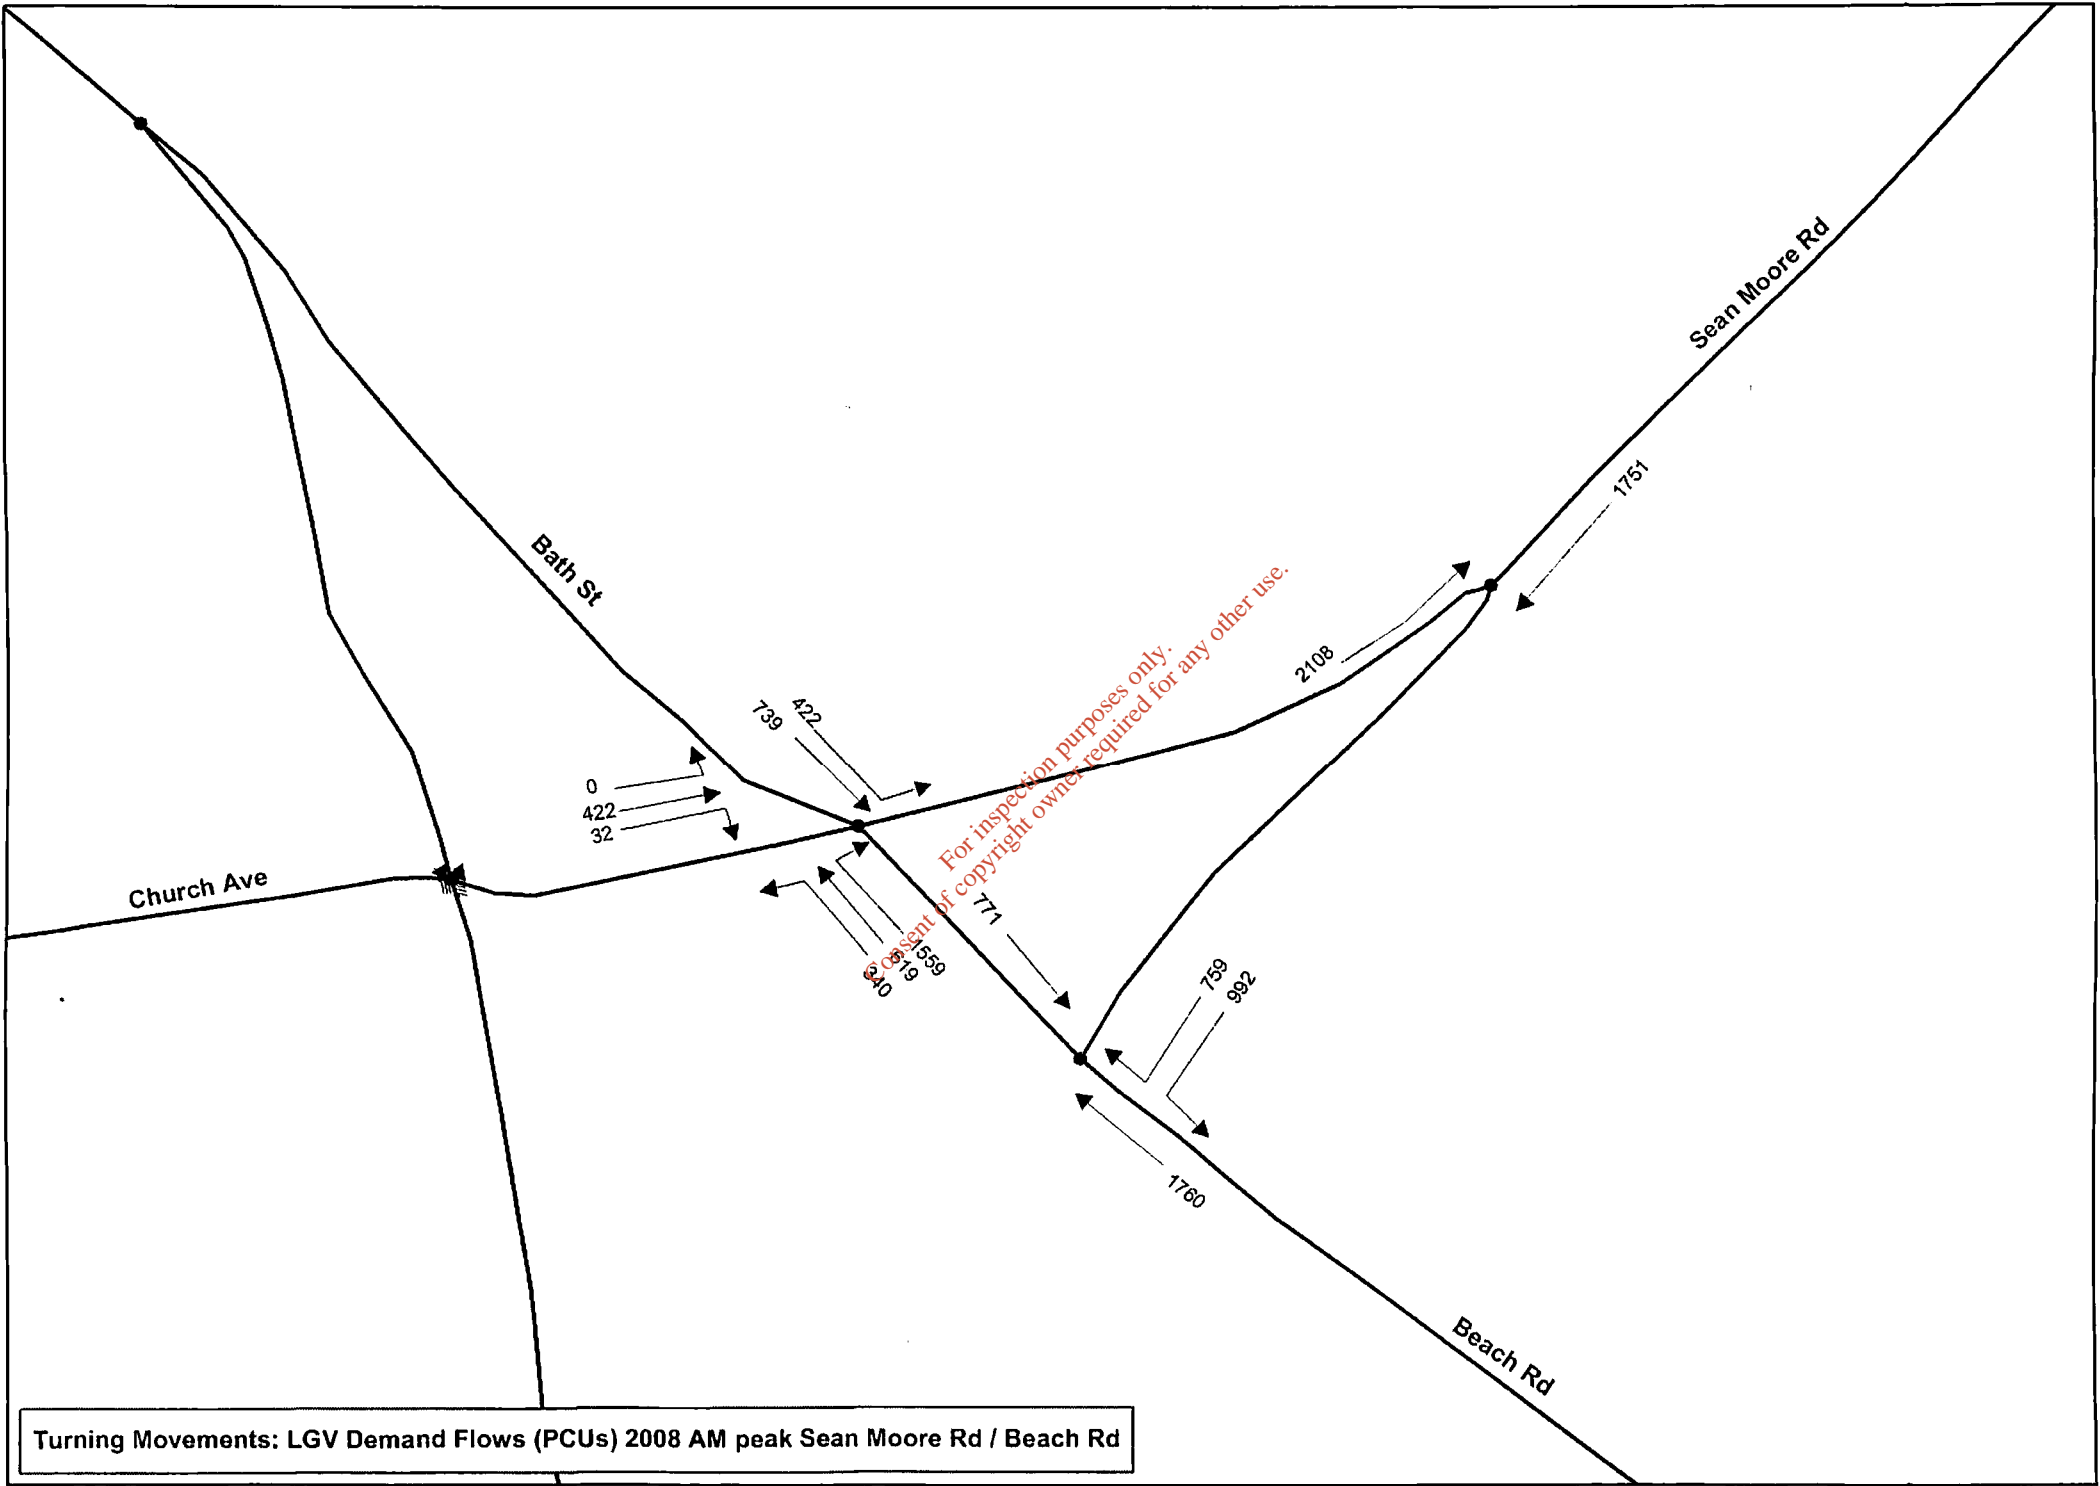 Sean Moore Rd
1751
Bath St
2108
739
422
0
422
32
Church Ave
1559
340
771
759
992
1760
Beach Rd
For inspection purposes only.
Consent of copyright owner required for any other use.
Turning Movements: LGV Demand Flows (PCUs) 2008 AM peak Sean Moore Rd / Beach Rd